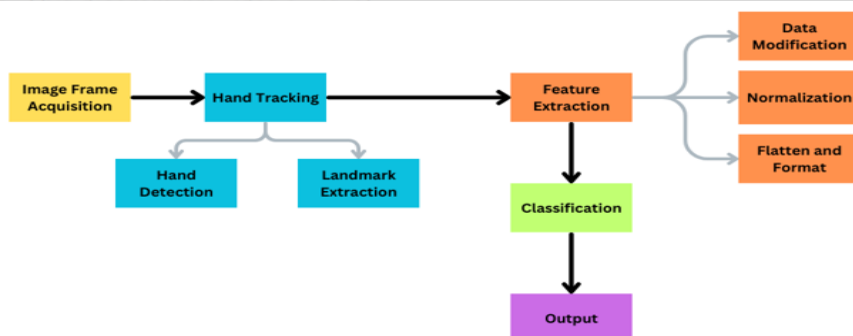 Data
Modification
Image Frame
Acquisition
Hand Tracking
Feature
Extraction
Normalization
Hand
Detection
Landmark
Extraction
Flatten and
Format
Classification
Output